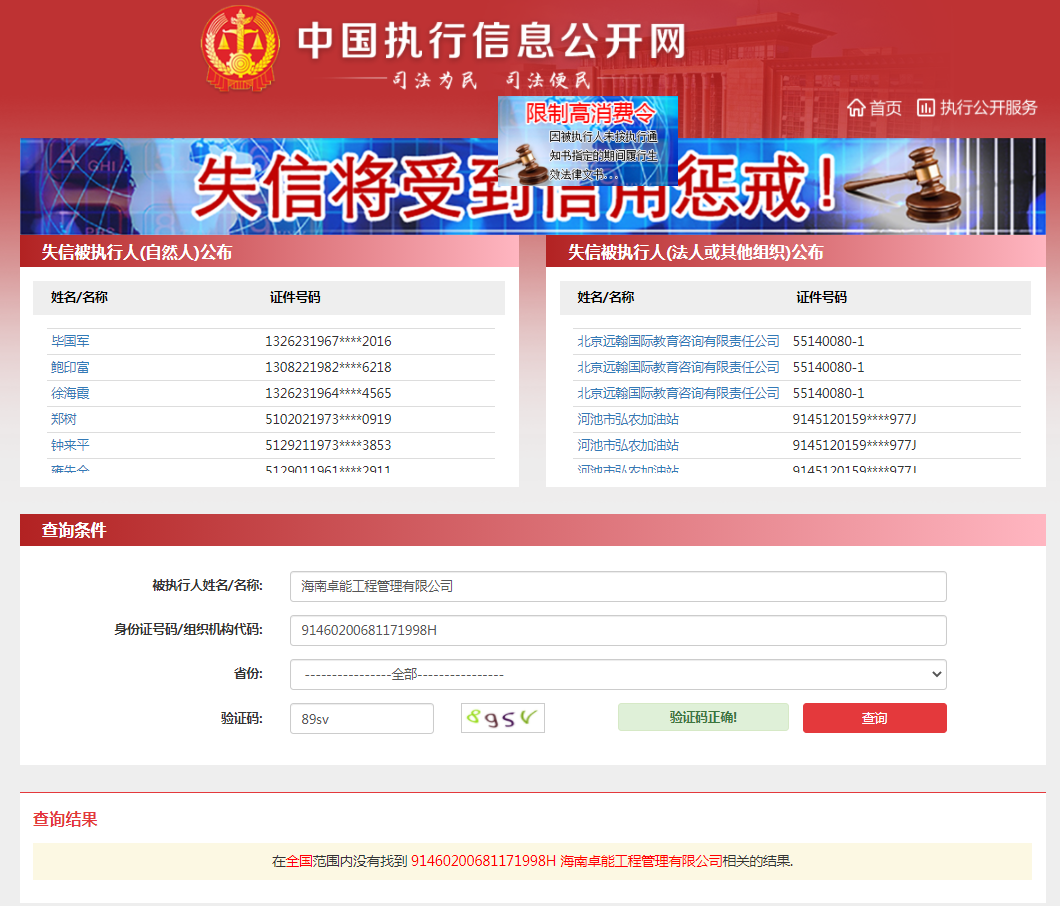 中国执行信息公开网
司法为民 司法便民
首页 执行公开服务
限制高消费令
因被执行人未按执行通
知书指定的期间履行生
效法律文书...
失信将受到信用惩戒！
失信被执行人(自然人)公布
姓名/名称 证件号码
毕国军 1326231967****2016
鲍印富 1308221982****6218
徐海霞 1326231964****4565
郑树 5102021973****0919
钟来平 5129211973****3853
雍先全 5129011961****2911
失信被执行人(法人或其他组织)公布
姓名/名称 证件号码
北京远翰国际教育咨询有限责任公司 55140080-1
北京远翰国际教育咨询有限责任公司 55140080-1
北京远翰国际教育咨询有限责任公司 55140080-1
河池市弘农加油站 9145120159****977J
河池市弘农加油站 9145120159****977J
河池市弘农加油站 9145120159****977J
查询条件
被执行人姓名/名称: 海南卓能工程管理有限公司
身份证号码/组织机构代码: 91460200681171998H
省份: ----------------全部----------------
验证码: 89sv 89sv 验证码正确! 查询
查询结果
在全国范围内没有找到 91460200681171998H 海南卓能工程管理有限公司相关的结果.